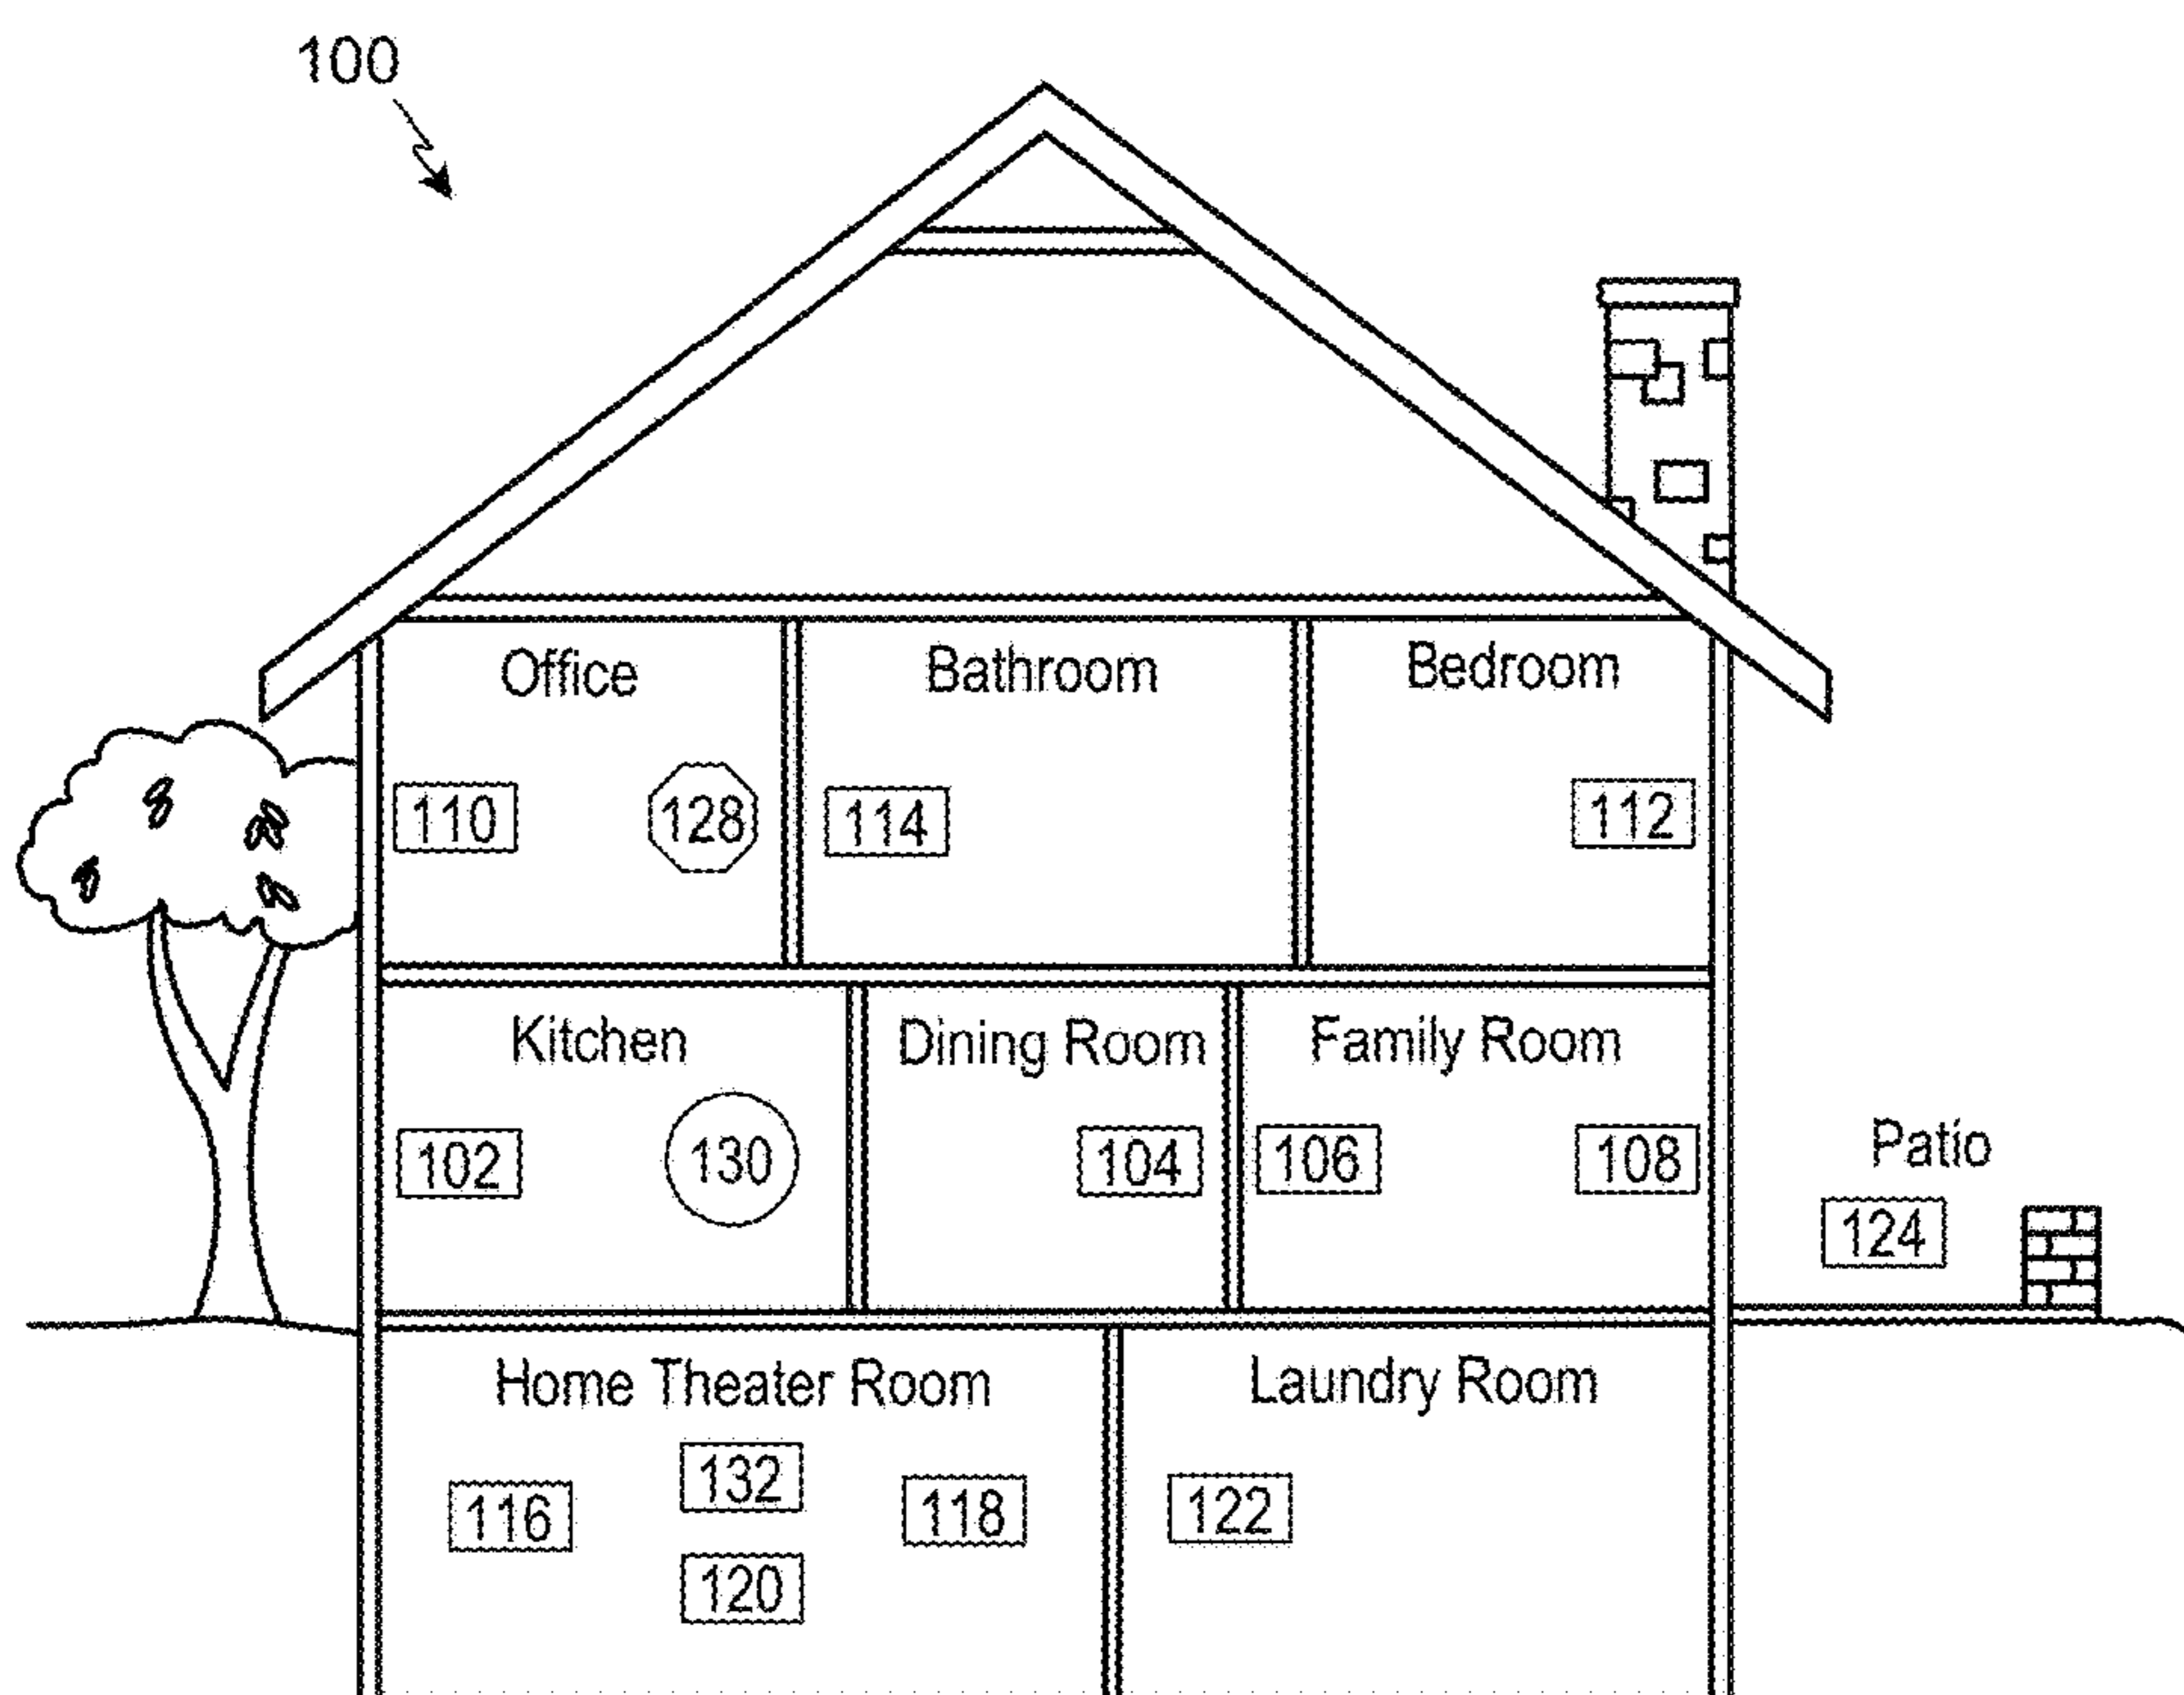 100
Office Bathroom Bedroom
110 128 114 112
Kitchen Dining Room Family Room
102 130 104 106 108
Patio
124
Home Theater Room Laundry Room
116 132 118 122
120